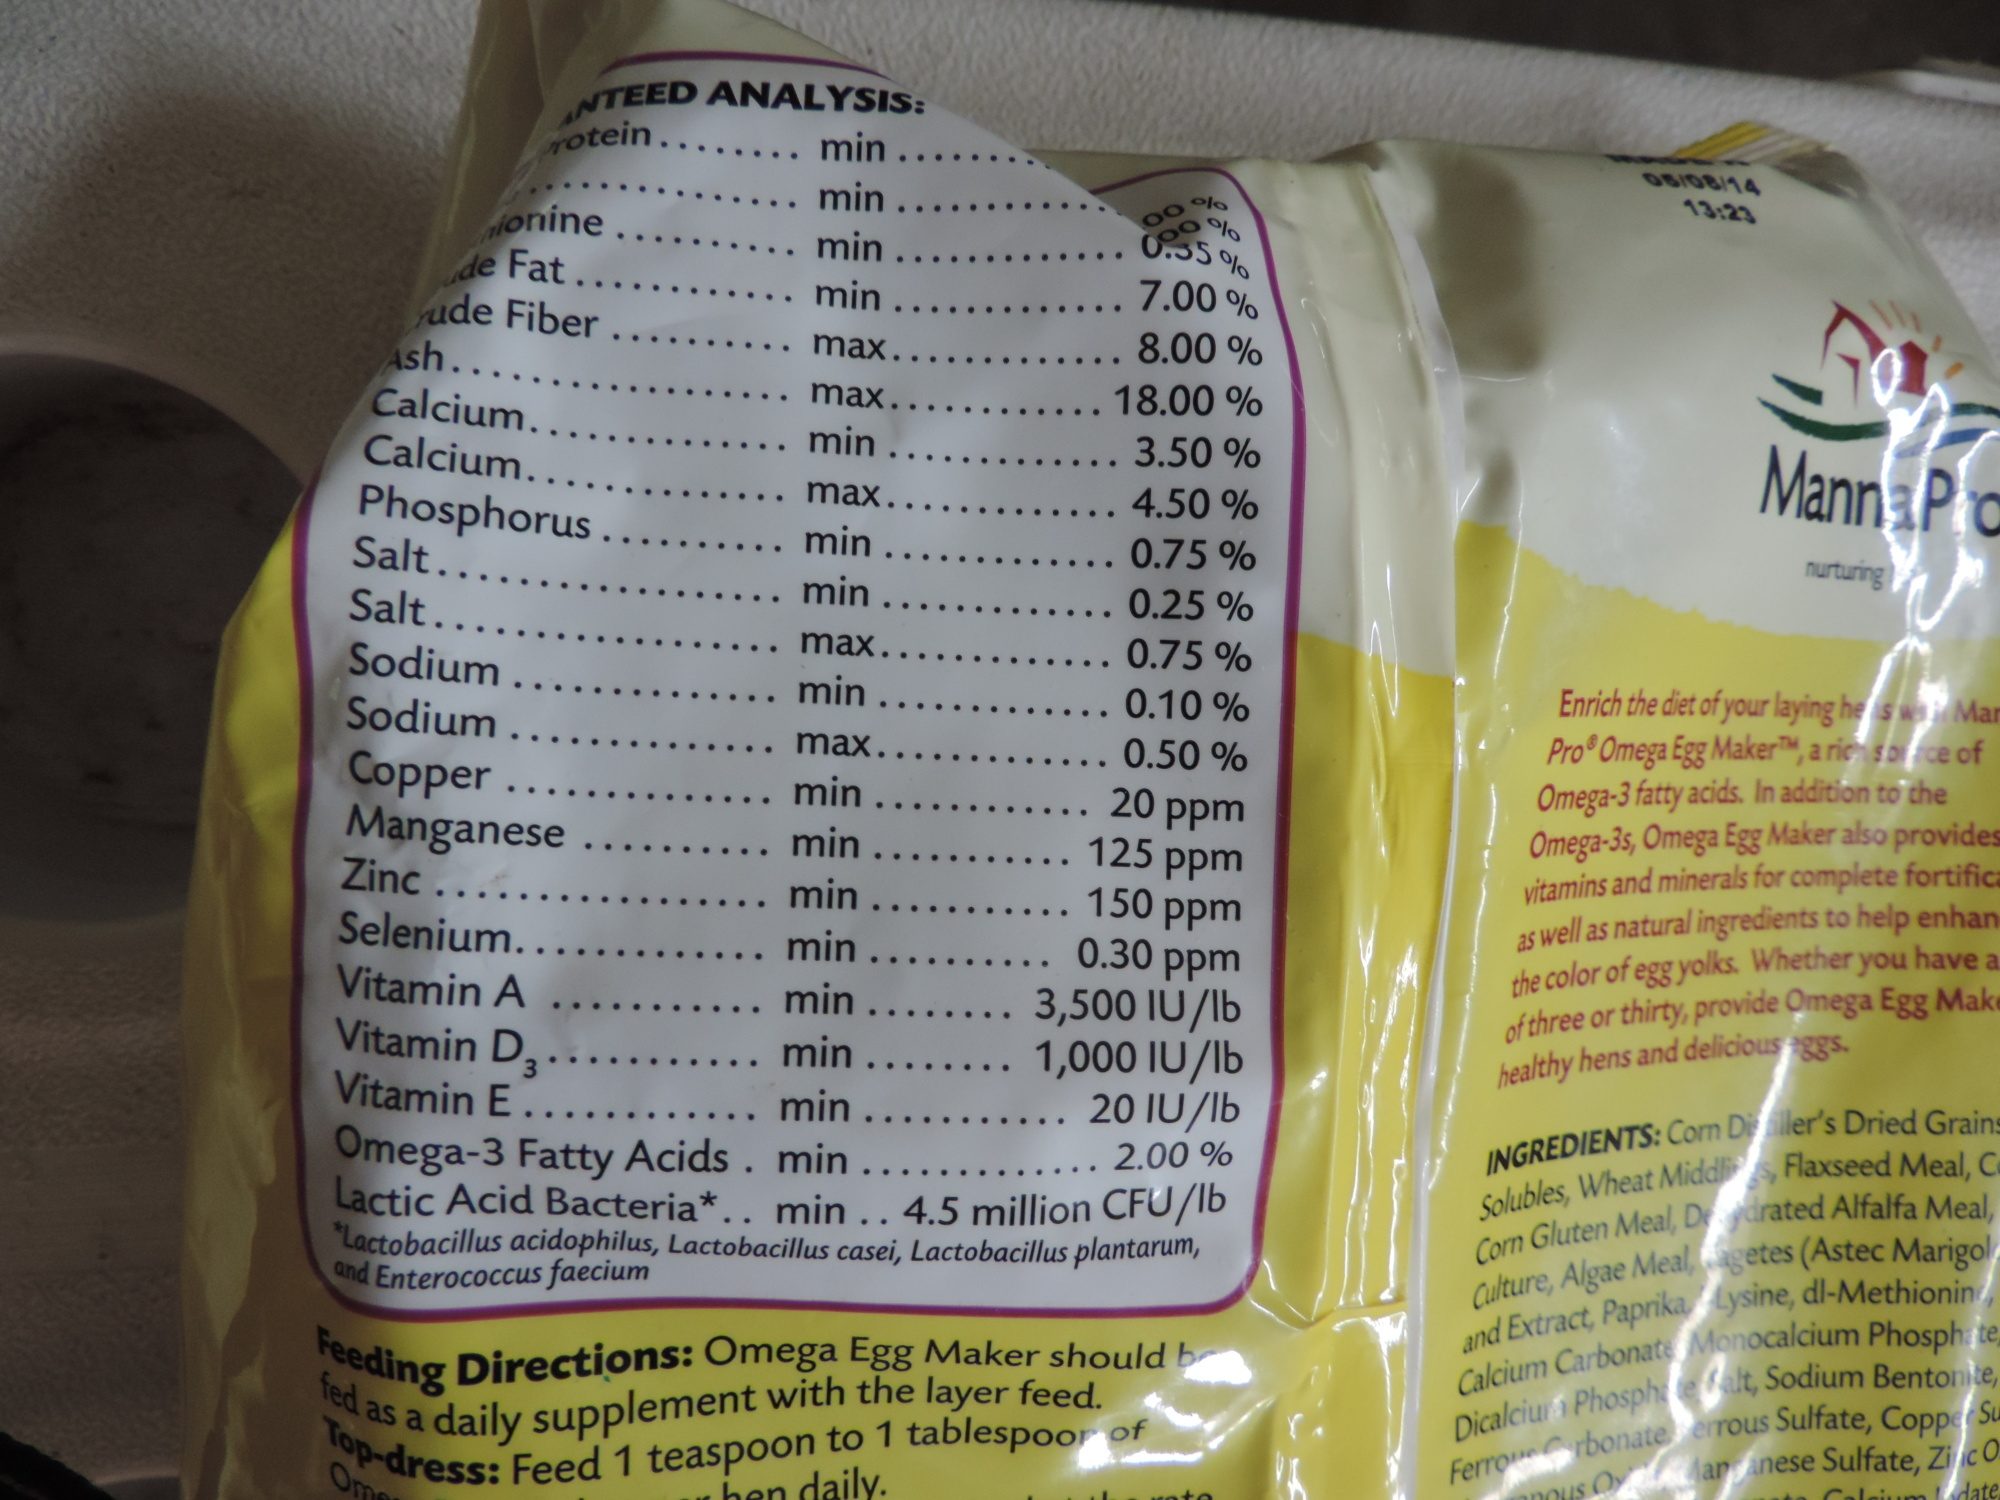 ANTEED ANALYSIS:
rotein........ min ........
............ min ........ 00 %
ionine .......... min ............. 00 %
0.35 %
de Fat ............ min ............. 7.00 %
ude Fiber .......... max............. 8.00 %
Ash................ max............ 18.00 %
Calcium.............. min ............. 3.50 %
Calcium.............. max............. 4.50 %
Phosphorus .......... min ............. 0.75 %
Salt................. min ............. 0.25 %
Salt................. max............. 0.75 %
Sodium .............. min ............. 0.10 %
Sodium .............. max............. 0.50 %
Copper .............. min ............ 20 ppm
Manganese .......... min ........... 125 ppm
Zinc ................ min ........... 150 ppm
Selenium............. min .......... 0.30 ppm
Vitamin A ........... min ........ 3,500 IU/lb
Vitamin D3 ........... min ........ 1,000 IU/lb
Vitamin E ............ min ........... 20 IU/lb
Omega-3 Fatty Acids . min ............. 2.00 %
Lactic Acid Bacteria*.. min .. 4.5 million CFU/lb
*Lactobacillus acidophilus, Lactobacillus casei, Lactobacillus plantarum,
and Enterococcus faecium
Feeding Directions: Omega Egg Maker should be
fed as a daily supplement with the layer feed.
Top-dress: Feed 1 teaspoon to 1 tablespoon of
hen daily.
05/08/14
13:23
Manna Pro
nurturing
Enrich the diet of your laying hens with Man
Pro® Omega Egg Maker™, a rich source of
Omega-3 fatty acids. In addition to the
Omega-3s, Omega Egg Maker also provides
vitamins and minerals for complete fortifica
as well as natural ingredients to help enhan
the color of egg yolks. Whether you have a
of three or thirty, provide Omega Egg Make
healthy hens and delicious eggs.
INGREDIENTS: Corn Distiller's Dried Grains
Solubles, Wheat Middlings, Flaxseed Meal, C
Corn Gluten Meal, Dehydrated Alfalfa Meal,
Culture, Algae Meal, Tagetes (Astec Marigol
and Extract, Paprika, Lysine, dl-Methionine,
Calcium Carbonate, Monocalcium Phosphate,
Dicalcium Phosphate, Salt, Sodium Bentonite,
Ferrous Carbonate, Ferrous Sulfate, Copper Su
Manganese Sulfate, Zinc O
Calcium